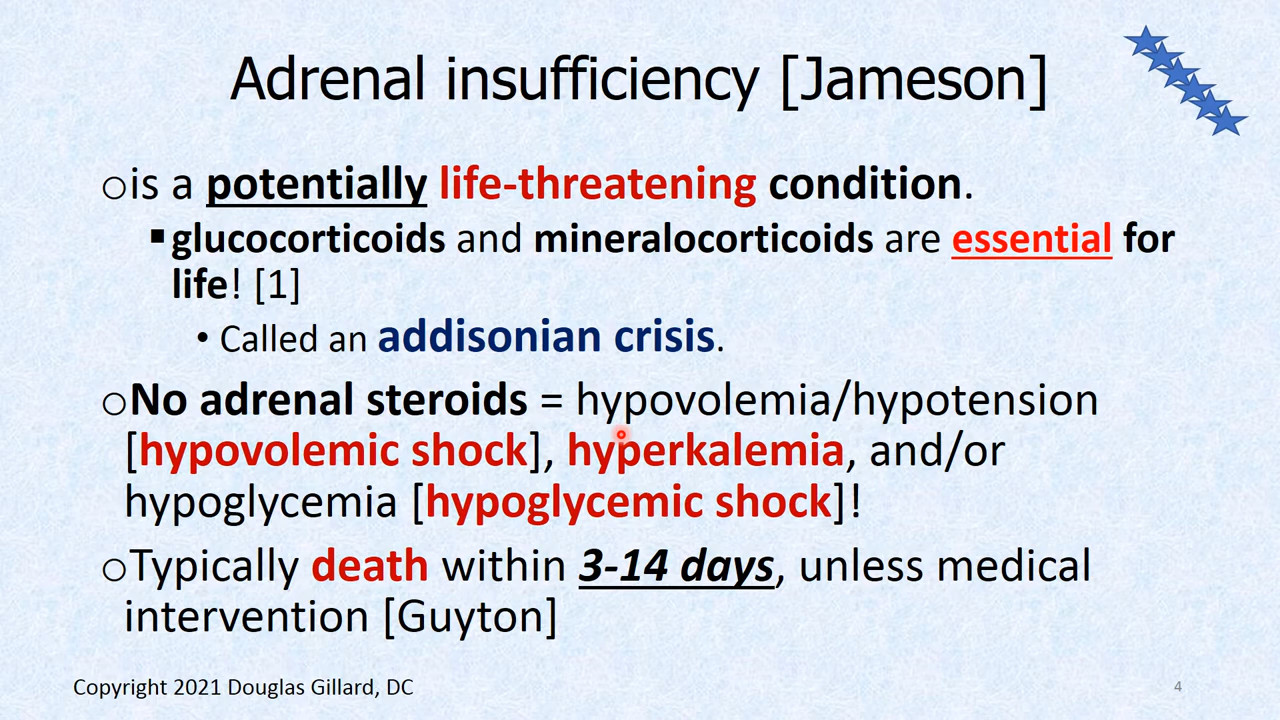 Adrenal insufficiency [Jameson]
○is a potentially life-threatening condition.
▪glucocorticoids and mineralocorticoids are essential for
life! [1]
• Called an addisonian crisis.
○No adrenal steroids = hypovolemia/hypotension
[hypovolemic shock], hyperkalemia, and/or
hypoglycemia [hypoglycemic shock]!
○Typically death within 3-14 days, unless medical
intervention [Guyton]
Copyright 2021 Douglas Gillard, DC
4